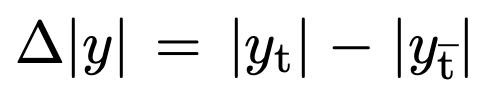 Δ|y| = |y_t| − |y_t̅|